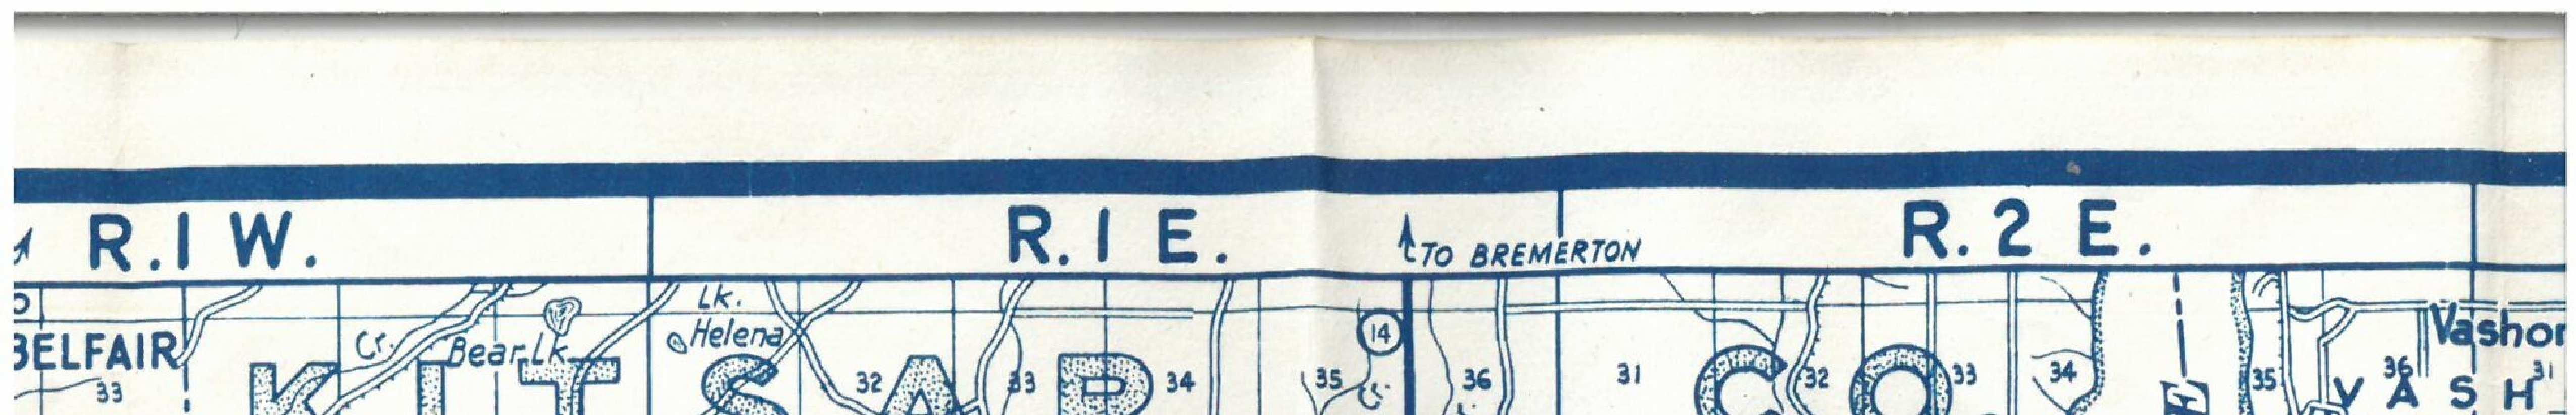 R.1 W. R.1 E. R.2 E.
TO BREMERTON
Lk.
Helena
14
BELFAIR
Cr.
Bear Lk.
Vashon
33 32 33 34 35 36 31 32 33 34 35 36 31
KITSAP CO
VASH